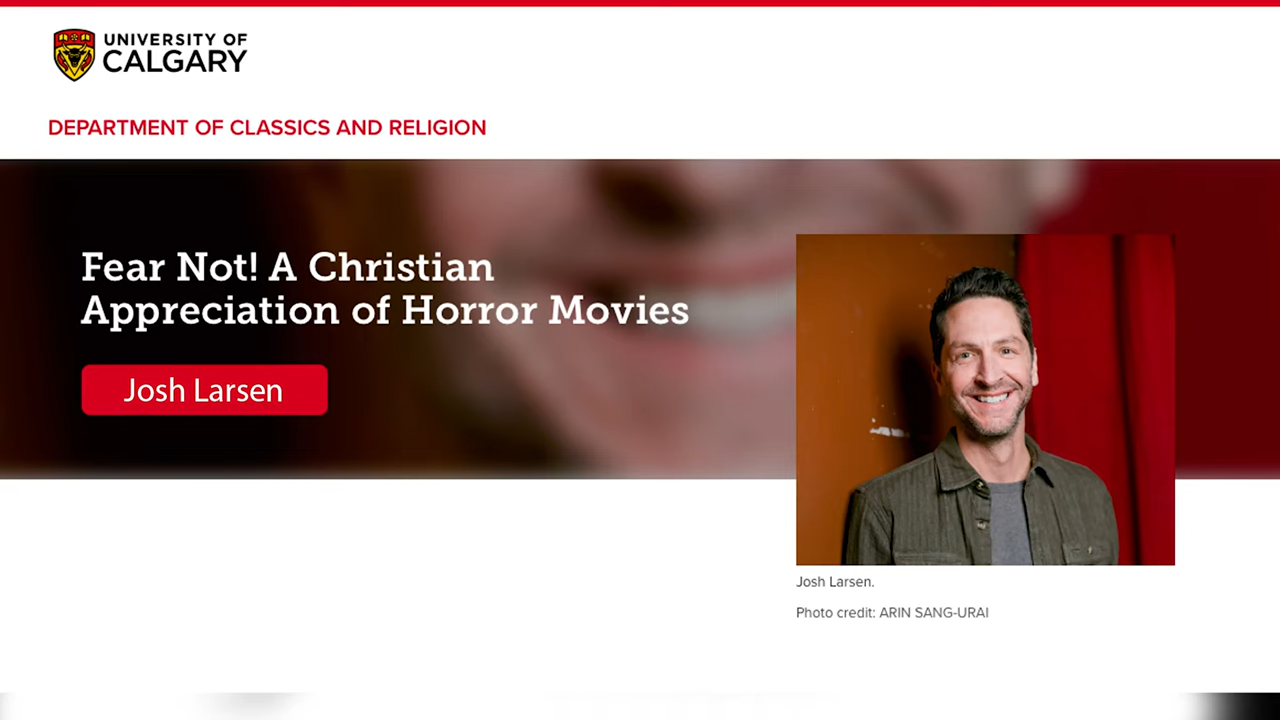 UNIVERSITY OF
CALGARY
DEPARTMENT OF CLASSICS AND RELIGION
Fear Not! A Christian
Appreciation of Horror Movies
Josh Larsen
Josh Larsen.
Photo credit: ARIN SANG-URAI